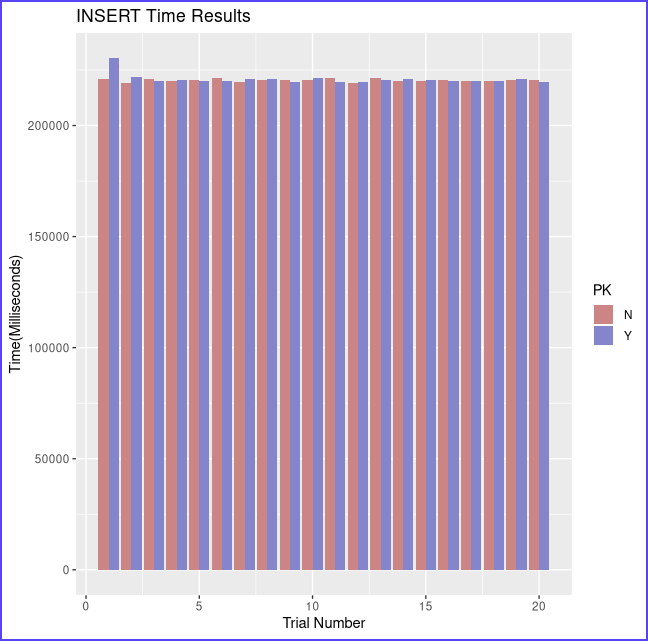 INSERT Time Results
Time(Milliseconds)
200000
150000
100000
50000
0
0 5 10 15 20
Trial Number
PK
N
Y